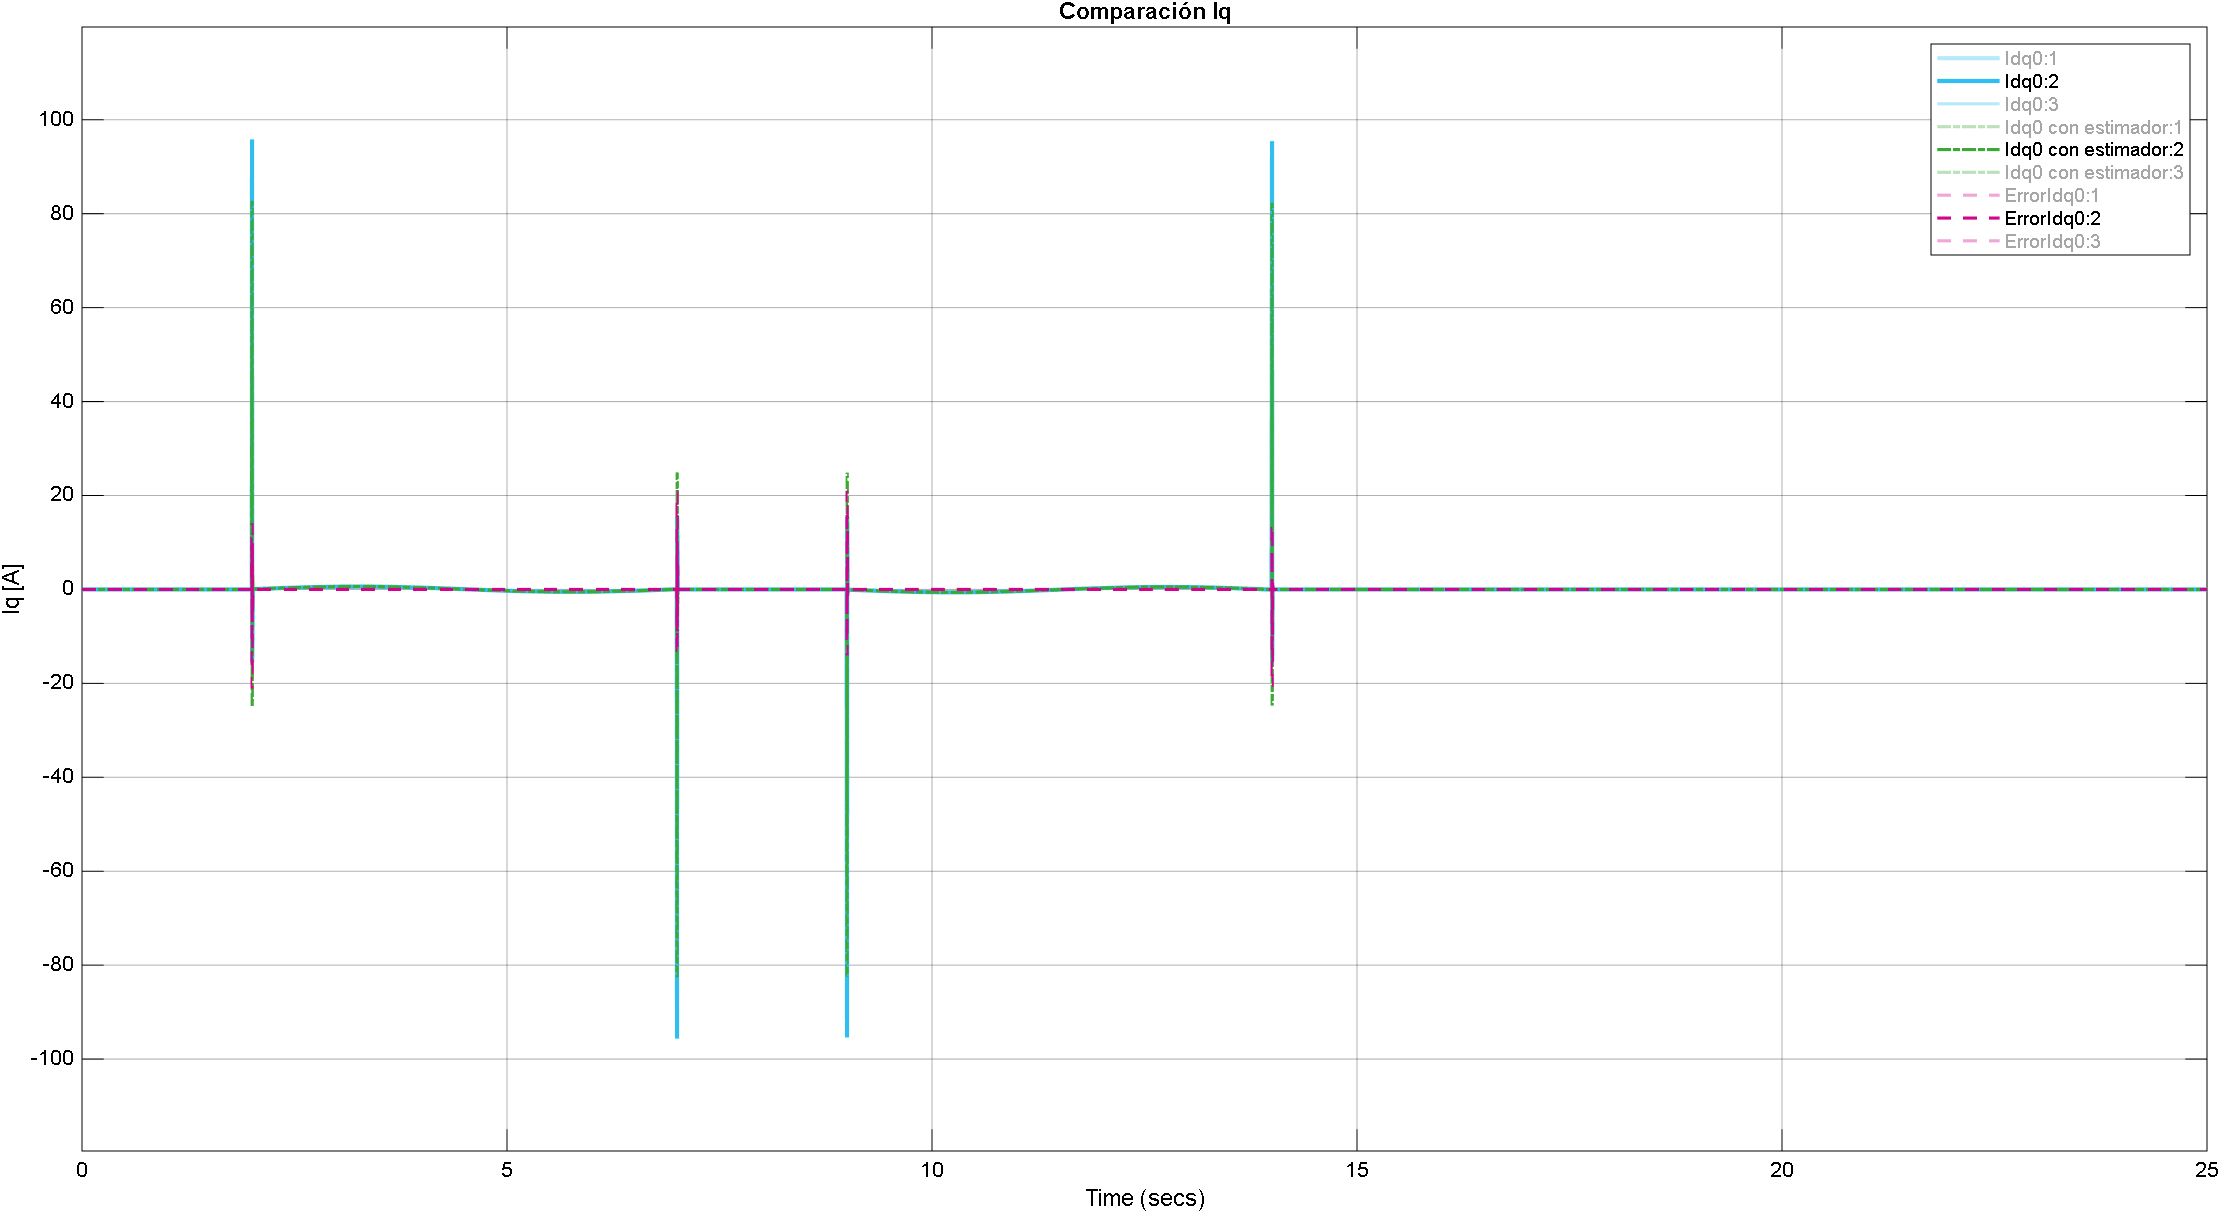 Comparación Iq
Idq0:1
Idq0:2
Idq0:3
Idq0 con estimador:1
Idq0 con estimador:2
Idq0 con estimador:3
ErrorIdq0:1
ErrorIdq0:2
ErrorIdq0:3
100
80
60
40
20
0
-20
-40
-60
-80
-100
Iq [A]
0 5 10 15 20 25
Time (secs)